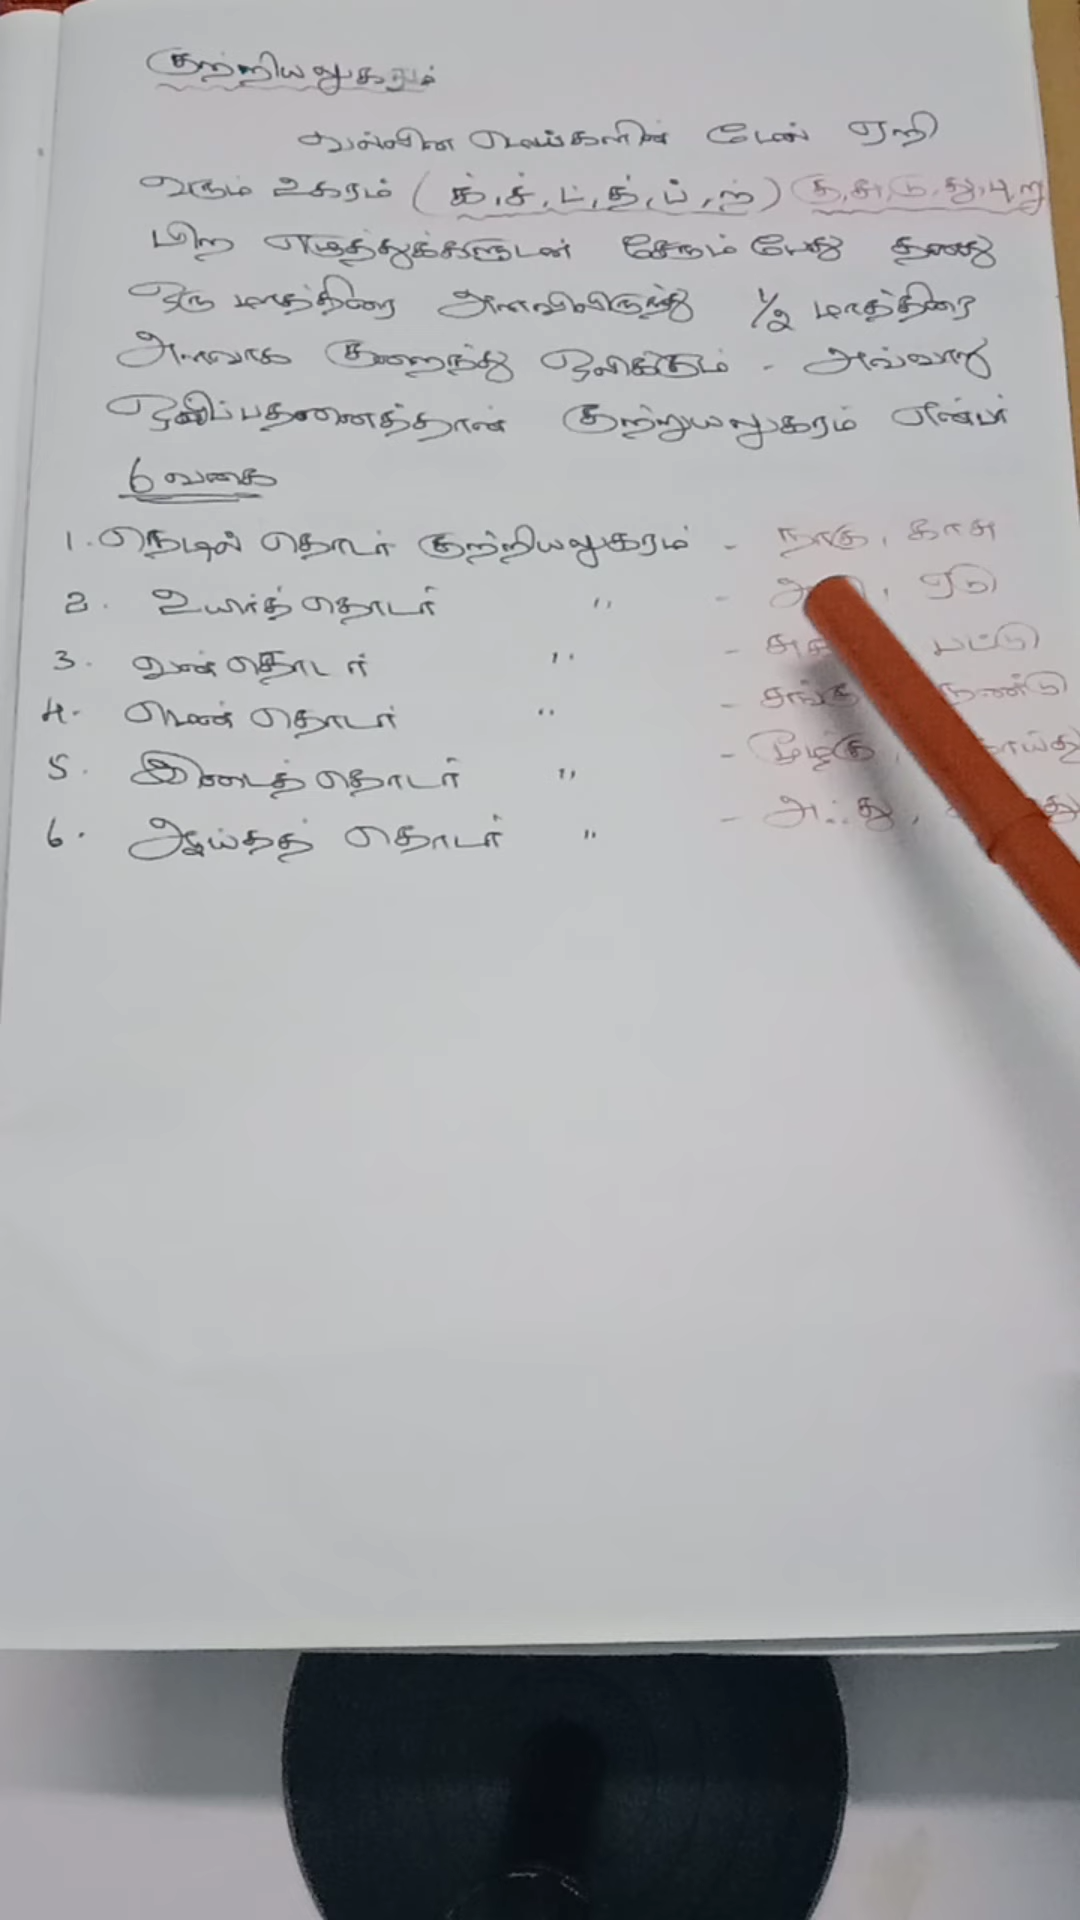 குற்றியலுகரம்
வல்லின மெய்களின் மேல் ஏறி
வரும் உகரம் (க்,ச்,ட்,த்,ப்,ற்) கு,சு,டு,து,பு,று
பிற எழுத்துக்களுடன் சேரும்போது தனது
ஒரு மாத்திரை அளவிலிருந்து 1/2 மாத்திரை
அளவாக குறைந்து ஒலிக்கும் - அவ்வாறு
ஒலிப்பதனைத்தான் குற்றியலுகரம் என்பர்
6 வகை
1. நெடில் தொடர் குற்றியலுகரம் - நாகு, காசு
2. உயிர்த் தொடர் " - ஏடு
3. வன் தொடர் " - பட்டு
4. மென் தொடர் " - நண்டு
5. இடைத் தொடர் " -
6. ஆய்தத் தொடர் " - அஃது,